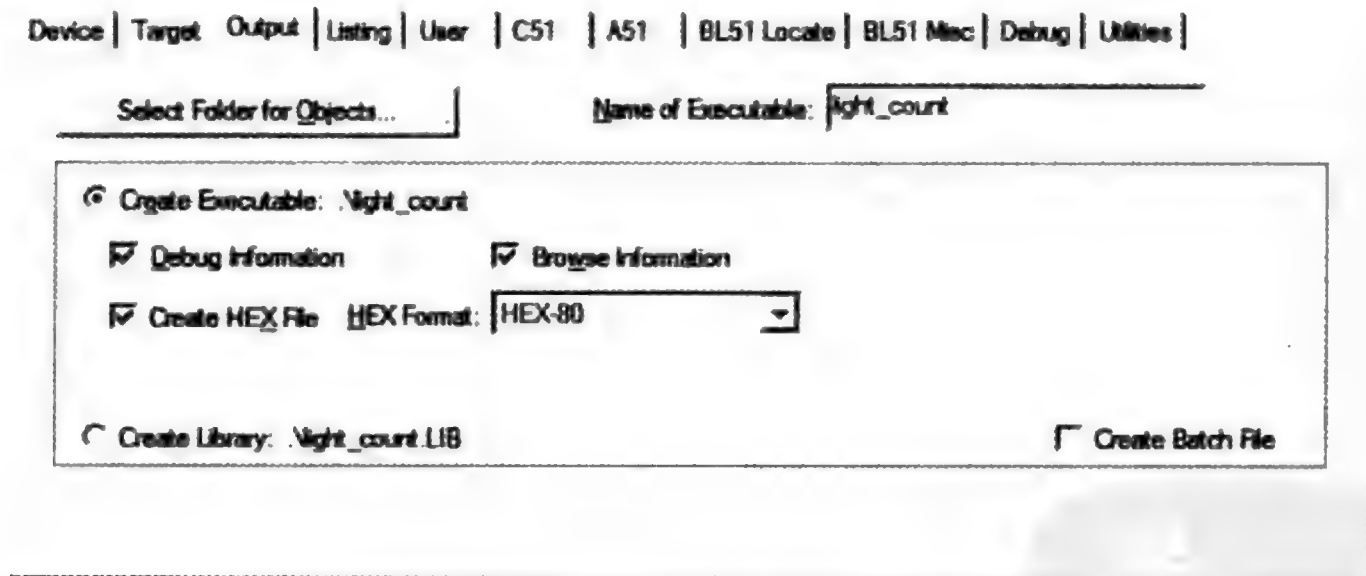 Device Target Output Listing User C51 A51 BL51 Locate BL51 Misc Debug Utilities
Select Folder for Objects... Name of Executable: light_count
Create Executable: .\light_count
Debug Information Browse Information
Create HEX File HEX Format: HEX-80
Create Library: .\light_count.LIB Create Batch File